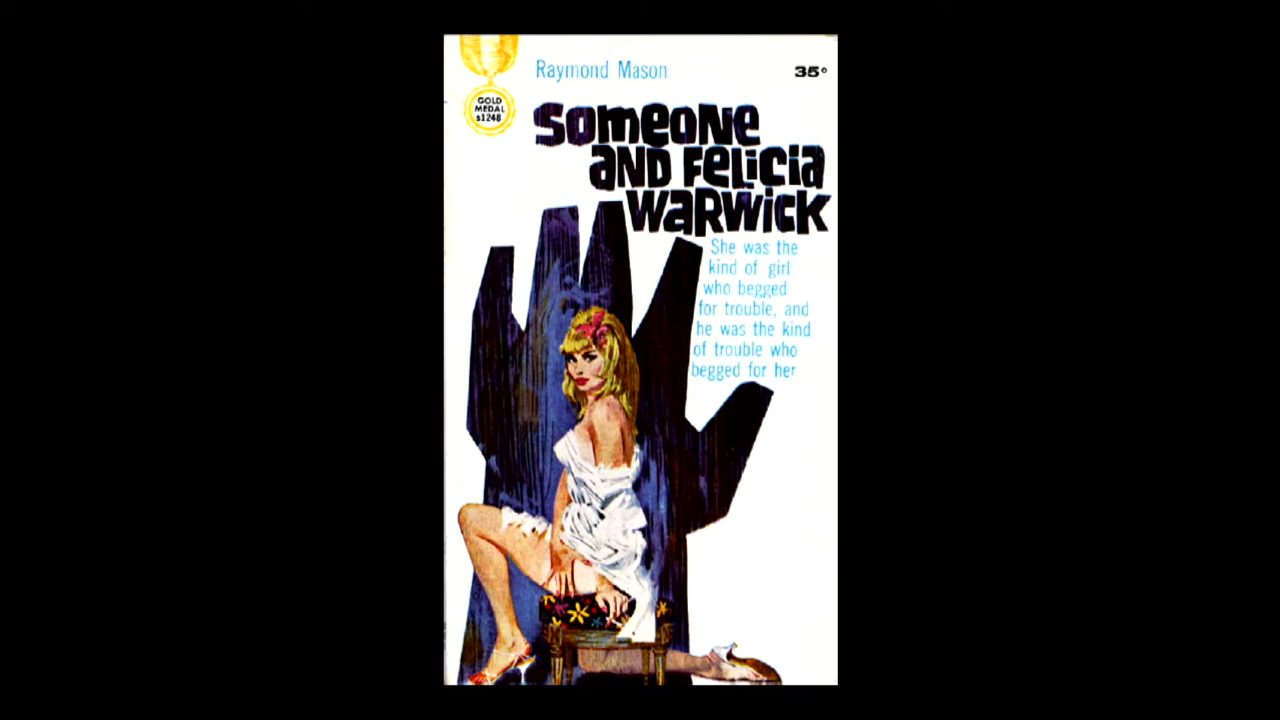 Raymond Mason
35¢
GOLD
MEDAL
s1248
SOMEONE
AND FELICIA
WARWICK
She was the
kind of girl
who begged
for trouble, and
he was the kind
of trouble who
begged for her